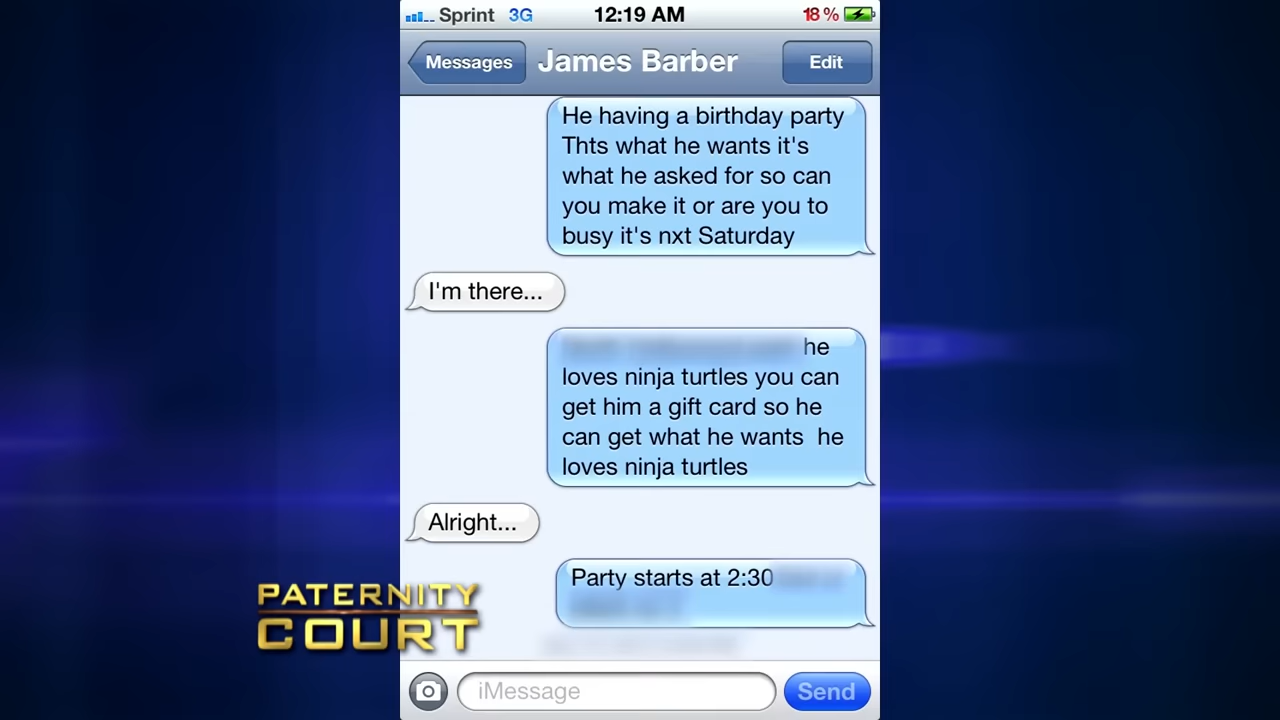 Sprint 3G 12:19 AM 18 %
Messages James Barber Edit
He having a birthday party
Thts what he wants it's
what he asked for so can
you make it or are you to
busy it's nxt Saturday
I'm there...
he
loves ninja turtles you can
get him a gift card so he
can get what he wants he
loves ninja turtles
Alright...
Party starts at 2:30
PATERNITY
COURT
iMessage Send